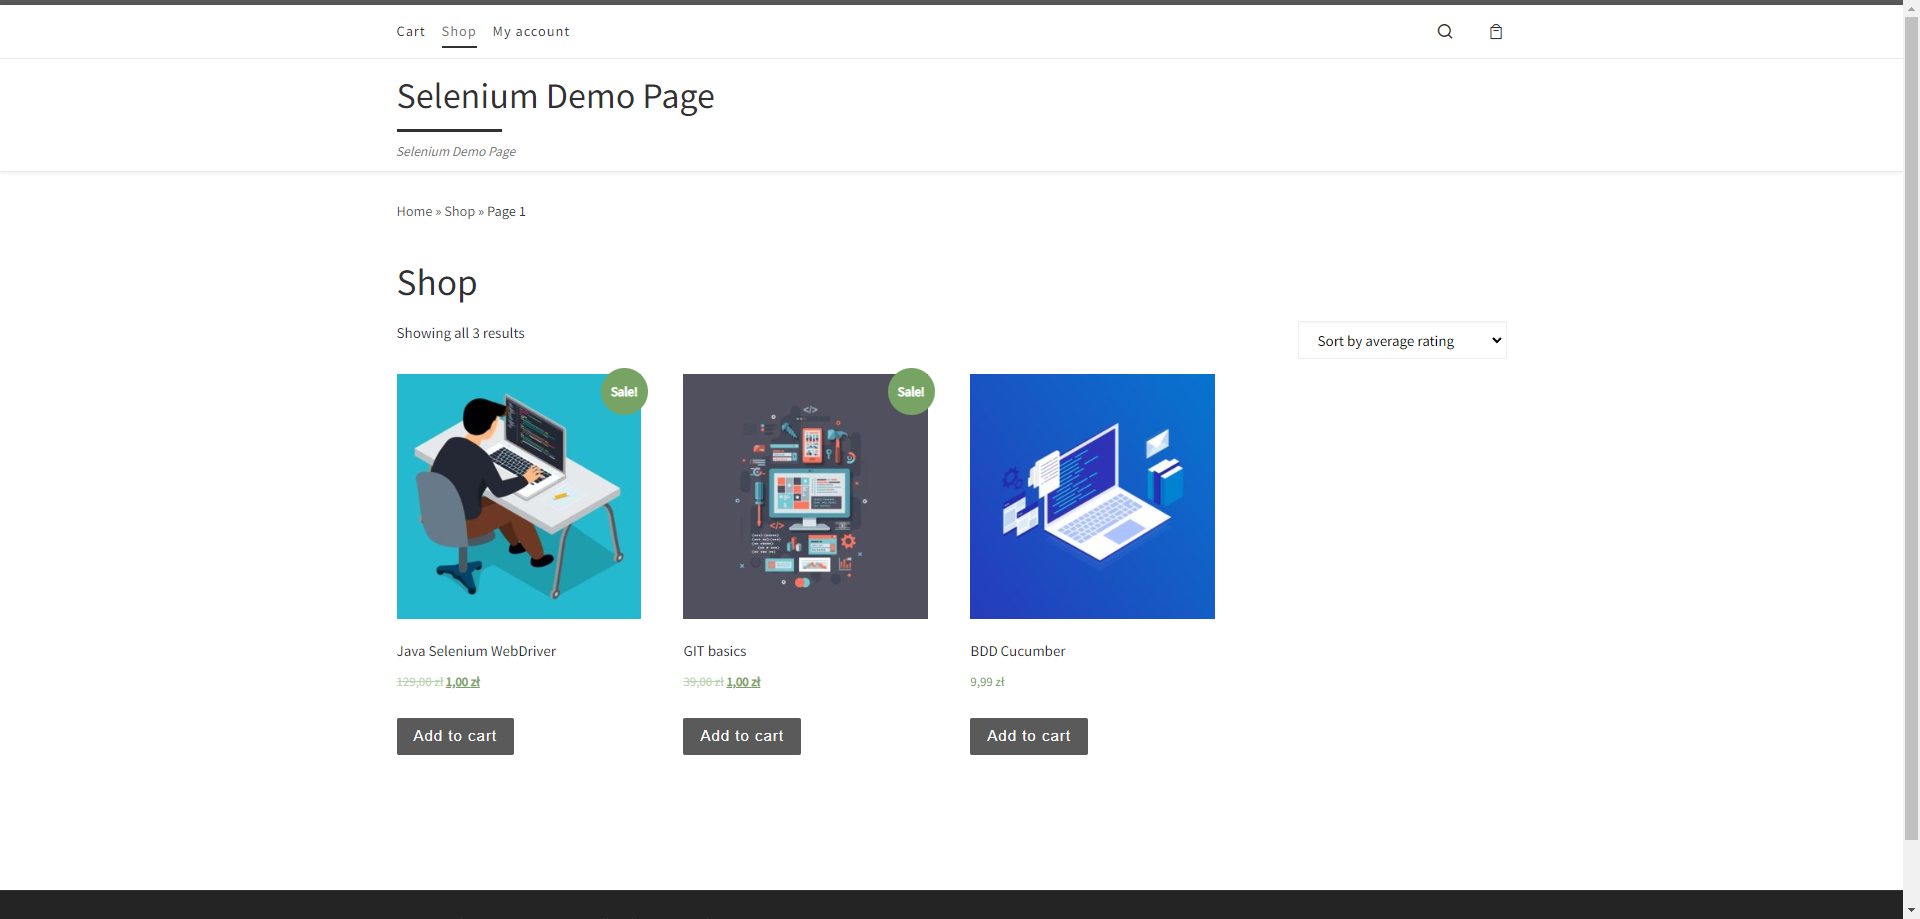 Cart Shop My account
Selenium Demo Page
Selenium Demo Page
Home » Shop » Page 1
Shop
Showing all 3 results
Sort by average rating
Sale!
Sale!
</>
</>
Java Selenium WebDriver
GIT basics
BDD Cucumber
129,00 zł 1,00 zł
39,00 zł 1,00 zł
9,99 zł
Add to cart
Add to cart
Add to cart